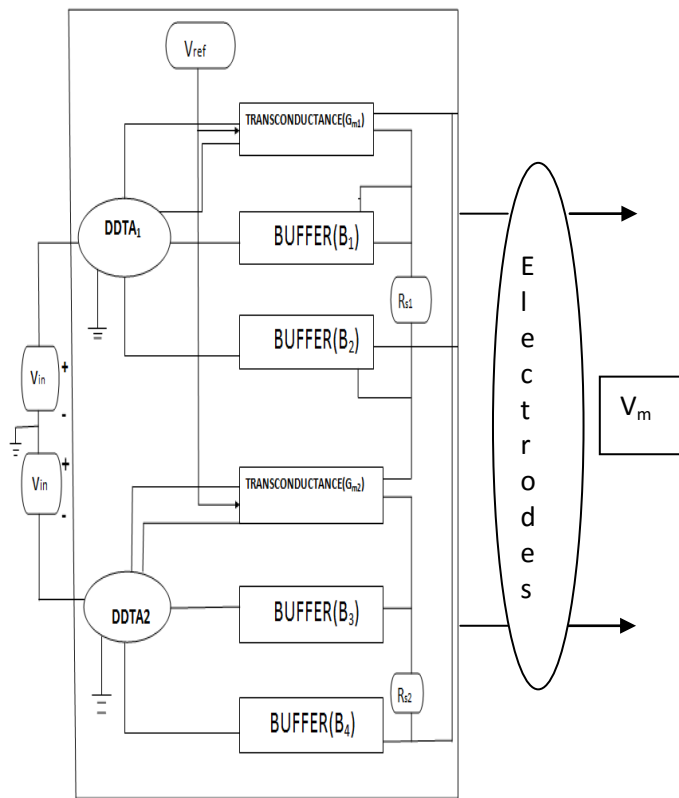 Vref
TRANSCONDUCTANCE(Gm1)
DDTA1
BUFFER(B1)
Rs1
BUFFER(B2)
Vin
+
-
+
Vin
-
TRANSCONDUCTANCE(Gm2)
DDTA2
BUFFER(B3)
Rs2
BUFFER(B4)
Electrodes
Vm